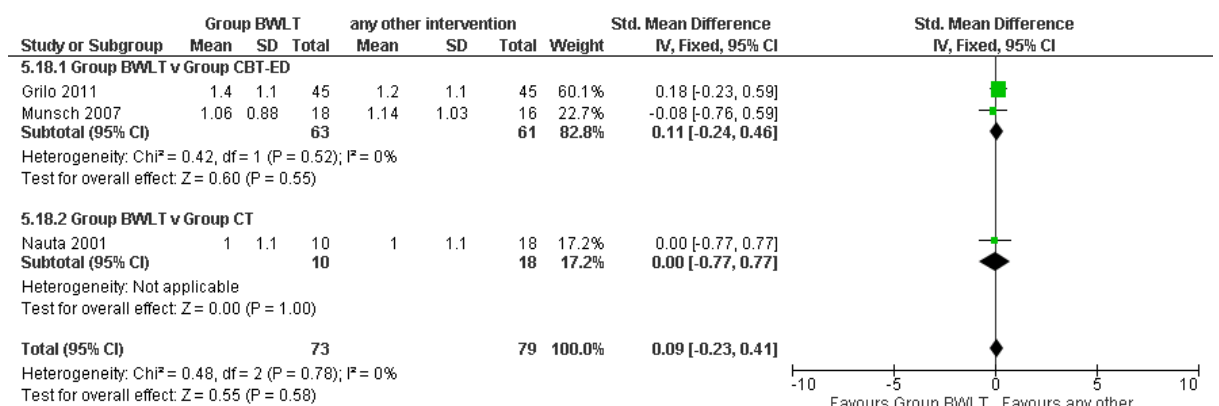 Group BWLT any other intervention Std. Mean Difference Std. Mean Difference
Study or Subgroup Mean SD Total Mean SD Total Weight IV, Fixed, 95% CI IV, Fixed, 95% CI
5.18.1 Group BWLT v Group CBT-ED
Grilo 2011 1.4 1.1 45 1.2 1.1 45 60.1% 0.18 [-0.23, 0.59]
Munsch 2007 1.06 0.88 18 1.14 1.03 16 22.7% -0.08 [-0.76, 0.59]
Subtotal (95% CI) 63 61 82.8% 0.11 [-0.24, 0.46]
Heterogeneity: Chi² = 0.42, df = 1 (P = 0.52); I² = 0%
Test for overall effect: Z = 0.60 (P = 0.55)
5.18.2 Group BWLT v Group CT
Nauta 2001 1 1.1 10 1 1.1 18 17.2% 0.00 [-0.77, 0.77]
Subtotal (95% CI) 10 18 17.2% 0.00 [-0.77, 0.77]
Heterogeneity: Not applicable
Test for overall effect: Z = 0.00 (P = 1.00)
Total (95% CI) 73 79 100.0% 0.09 [-0.23, 0.41]
Heterogeneity: Chi² = 0.48, df = 2 (P = 0.78); I² = 0%
Test for overall effect: Z = 0.55 (P = 0.58)
-10 -5 0 5 10
Favours Group BWLT Favours any other